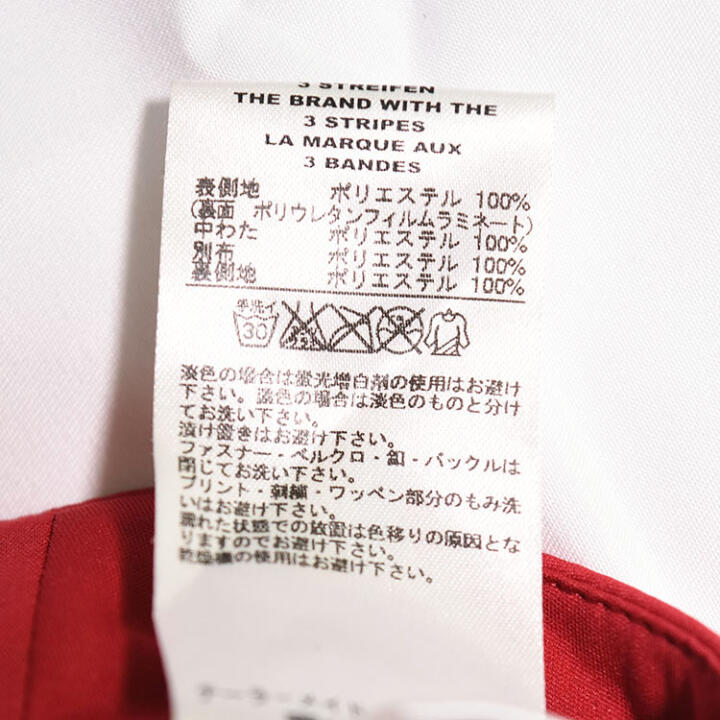 3 STREIFEN
THE BRAND WITH THE
3 STRIPES
LA MARQUE AUX
3 BANDES
表側地 ポリエステル 100%
(裏面 ポリウレタンフィルムラミネート)
中わた ポリエステル 100%
別布 ポリエステル 100%
裏側地 ポリエステル 100%
手洗イ
30
淡色の場合は蛍光増白剤の使用はお避け
下さい。淡色の場合は淡色のものと分け
てお洗い下さい。
漬け置きはお避け下さい。
ファスナー・ベルクロ・釦・バックルは
閉じてお洗い下さい。
プリント・刺繍・ワッペン部分のもみ洗
いはお避け下さい。
濡れた状態での放置は色移りの原因とな
りますのでお避け下さい。
乾燥機の使用はお避け下さい。
テーラーメイド